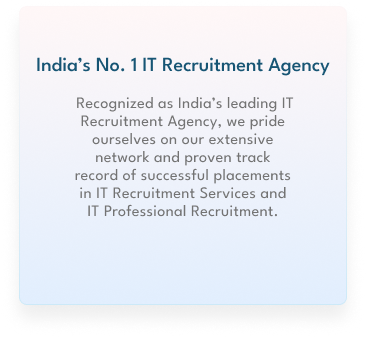 India's No. 1 IT Recruitment Agency
Recognized as India's leading IT
Recruitment Agency, we pride
ourselves on our extensive
network and proven track
record of successful placements
in IT Recruitment Services and
IT Professional Recruitment.